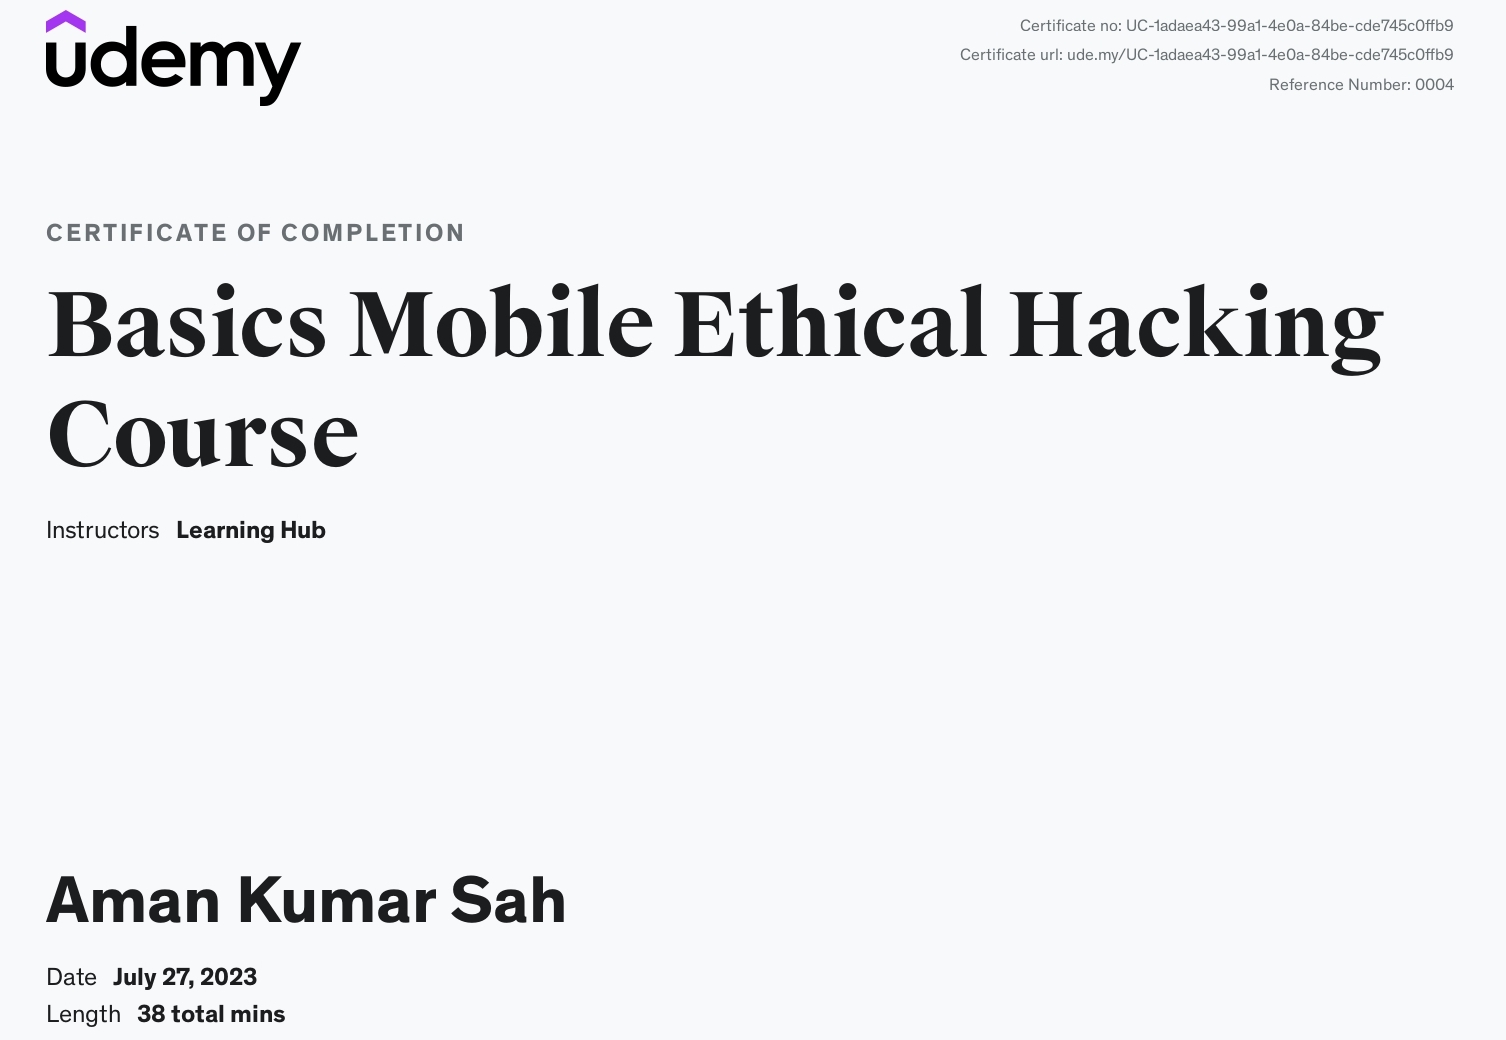 udemy
Certificate no: UC-1adaea43-99a1-4e0a-84be-cde745c0ffb9
Certificate url: ude.my/UC-1adaea43-99a1-4e0a-84be-cde745c0ffb9
Reference Number: 0004
CERTIFICATE OF COMPLETION
Basics Mobile Ethical Hacking
Course
Instructors Learning Hub
Aman Kumar Sah
Date July 27, 2023
Length 38 total mins